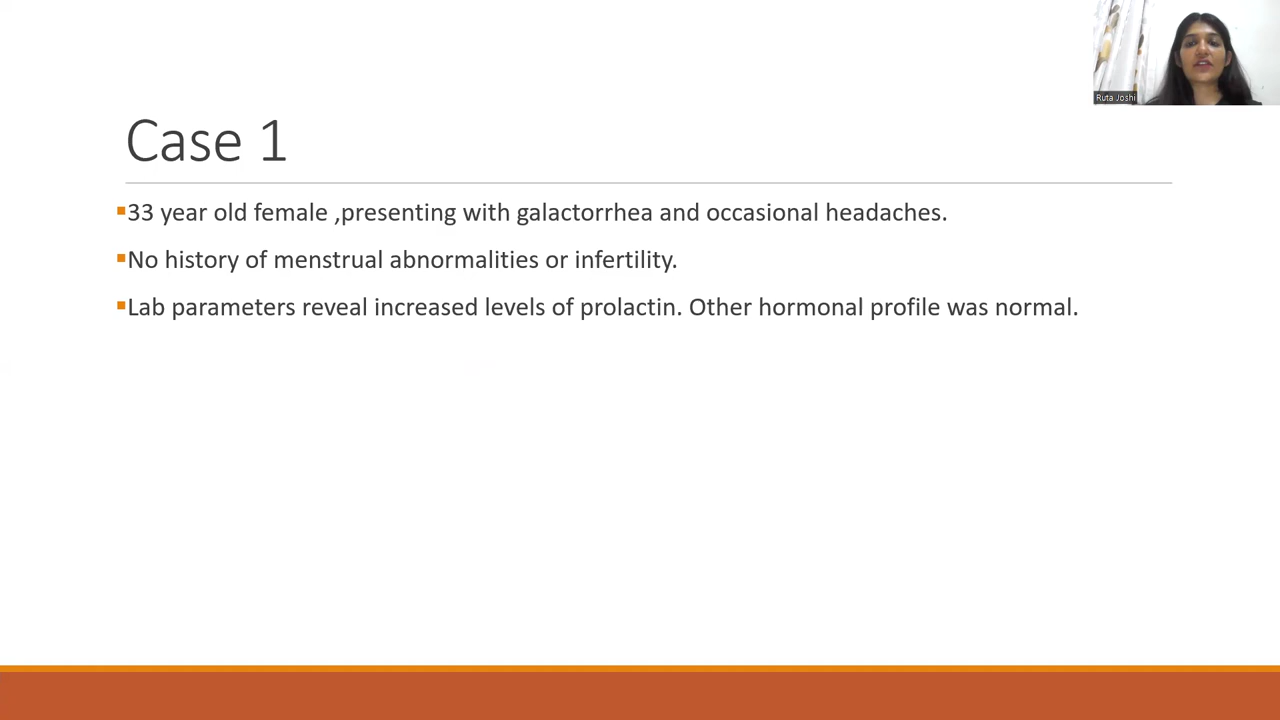 Ruta Joshi
Case 1
▪33 year old female ,presenting with galactorrhea and occasional headaches.
▪No history of menstrual abnormalities or infertility.
▪Lab parameters reveal increased levels of prolactin. Other hormonal profile was normal.